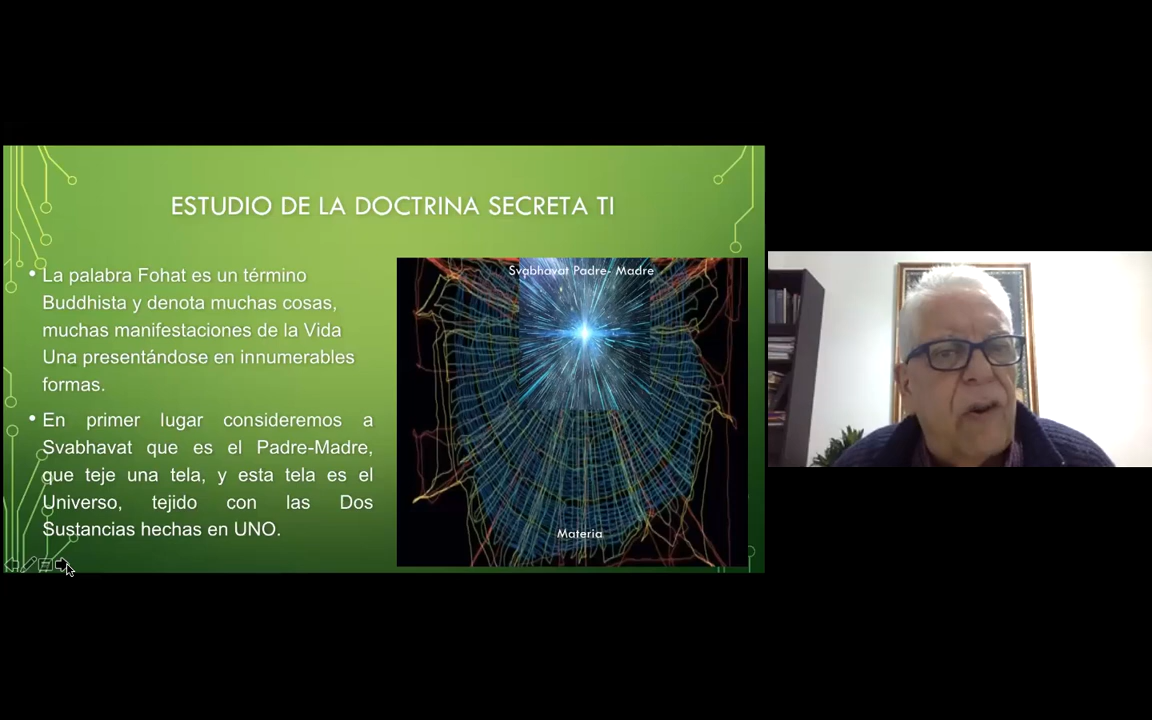 ESTUDIO DE LA DOCTRINA SECRETA TI
• La palabra Fohat es un término
Buddhista y denota muchas cosas,
muchas manifestaciones de la Vida
Una presentándose en innumerables
formas.
• En primer lugar consideremos a
Svabhavat que es el Padre-Madre,
que teje una tela, y esta tela es el
Universo, tejido con las Dos
Sustancias hechas en UNO.
Svabhavat Padre- Madre
Materia